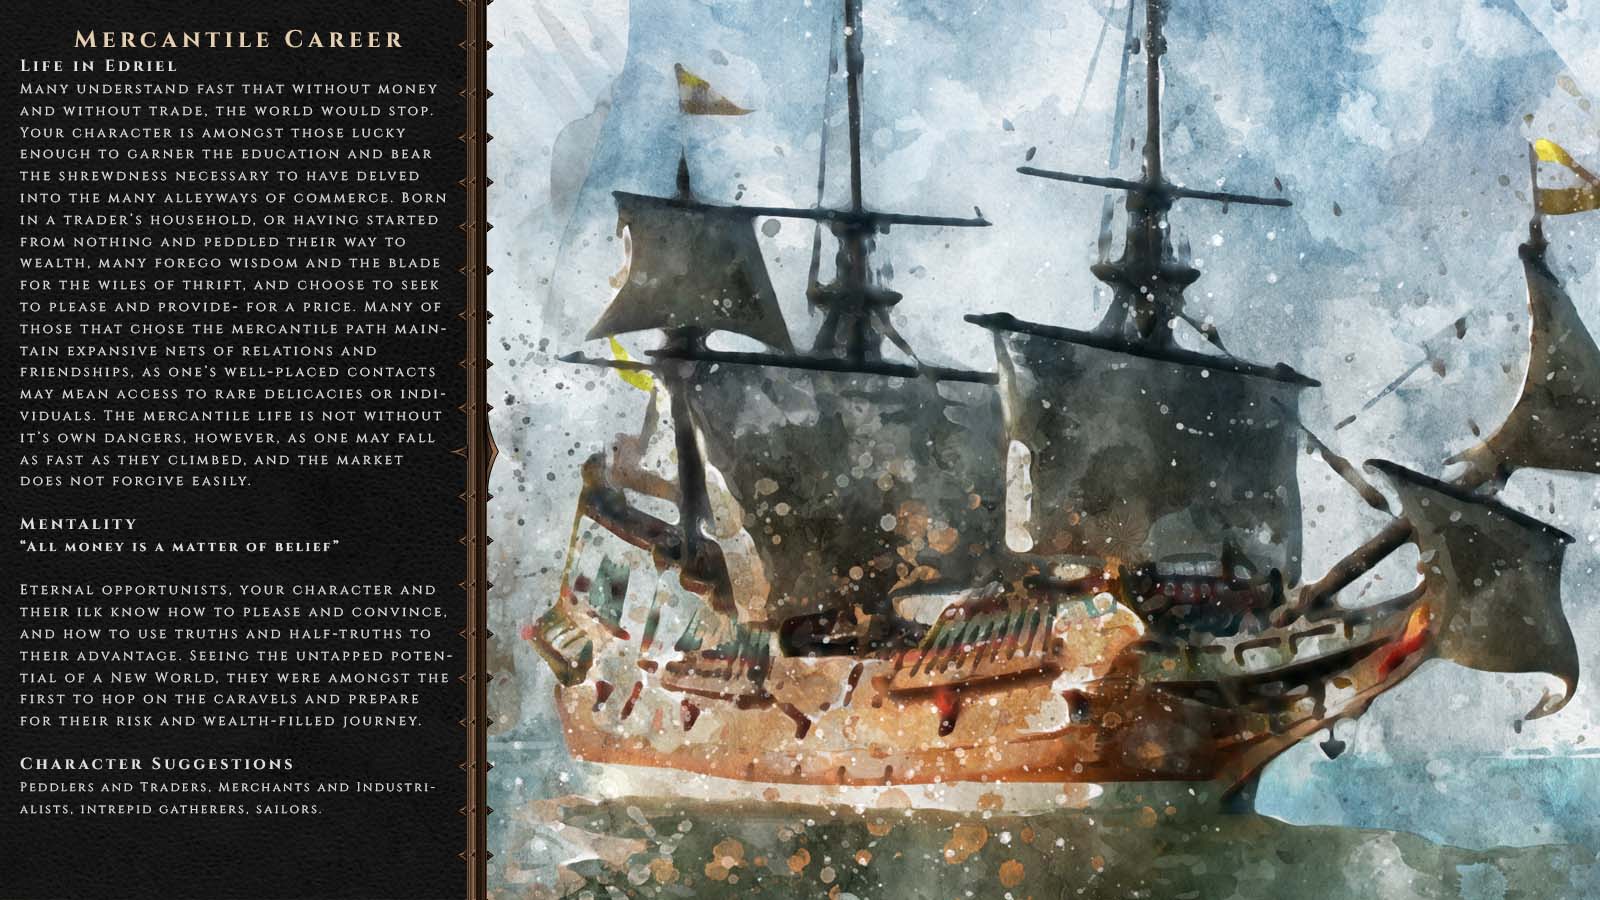 Mercantile Career
Life in Edriel
Many understand fast that without money
and without trade, the world would stop.
Your character is amongst those lucky
enough to garner the education and bear
the shrewdness necessary to have delved
into the many alleyways of commerce. Born
in a trader's household, or having started
from nothing and peddled their way to
wealth, many forego wisdom and the blade
for the wiles of thrift, and choose to seek
to please and provide- for a price. Many of
those that chose the mercantile path main-
tain expansive nets of relations and
friendships, as one's well-placed contacts
may mean access to rare delicacies or indi-
viduals. The mercantile life is not without
it's own dangers, however, as one may fall
as fast as they climbed, and the market
does not forgive easily.
Mentality
“All money is a matter of belief”
Eternal opportunists, your character and
their ilk know how to please and convince,
and how to use truths and half-truths to
their advantage. Seeing the untapped poten-
tial of a New World, they were amongst the
first to hop on the caravels and prepare
for their risk and wealth-filled journey.
Character Suggestions
Peddlers and Traders, Merchants and Industri-
alists, intrepid gatherers, sailors.